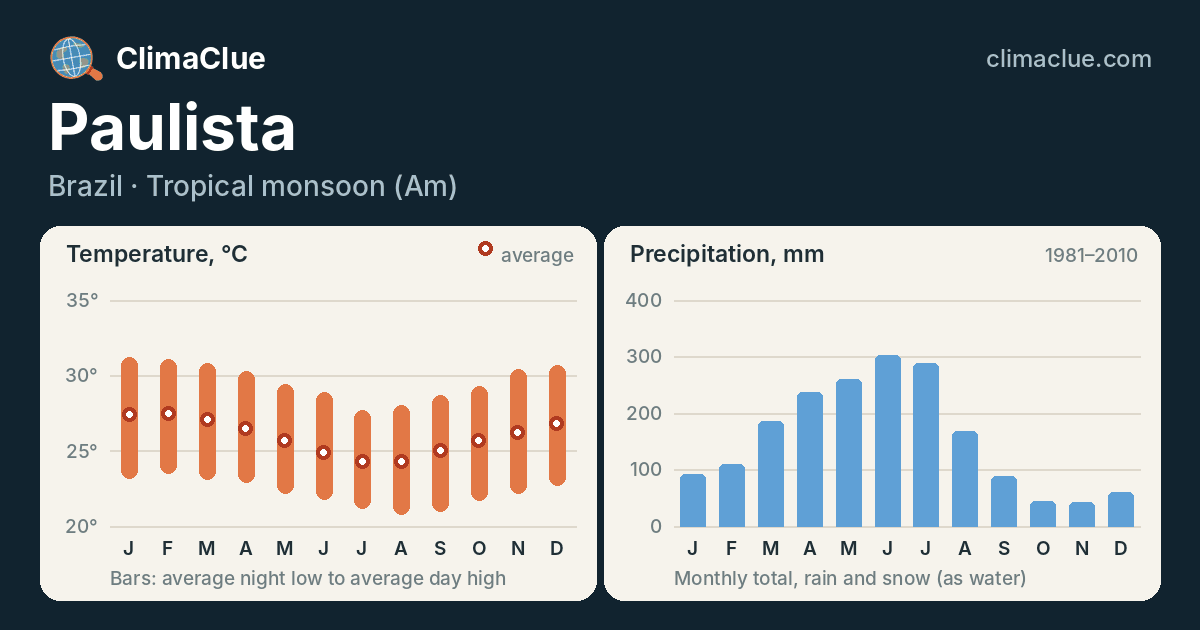 ClimaClue
climaclue.com
Paulista
Brazil · Tropical monsoon (Am)
Temperature, °C
average
35°
30°
25°
20°
J F M A M J J A S O N D
Bars: average night low to average day high
Precipitation, mm
1981–2010
400
300
200
100
0
J F M A M J J A S O N D
Monthly total, rain and snow (as water)